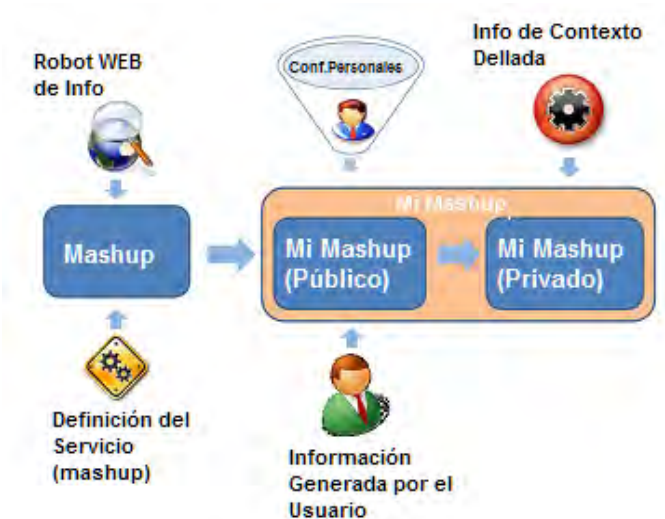 Robot WEB
de Info
Conf.Personales
Info de Contexto
Dellada
Mi Mashup
Mashup
Mi Mashup
(Público)
Mi Mashup
(Privado)
Definición del
Servicio
(mashup)
Información
Generada por el
Usuario